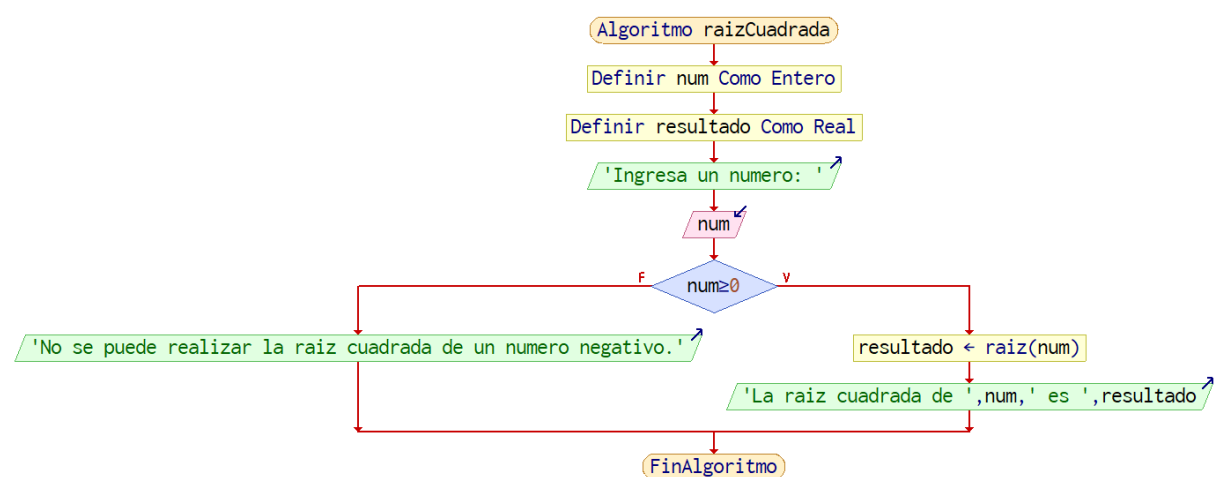 Algoritmo raizCuadrada
Definir num Como Entero
Definir resultado Como Real
'Ingresa un numero: '
num
F
num≥0
V
'No se puede realizar la raiz cuadrada de un numero negativo.'
resultado ← raiz(num)
'La raiz cuadrada de ',num,' es ',resultado
FinAlgoritmo